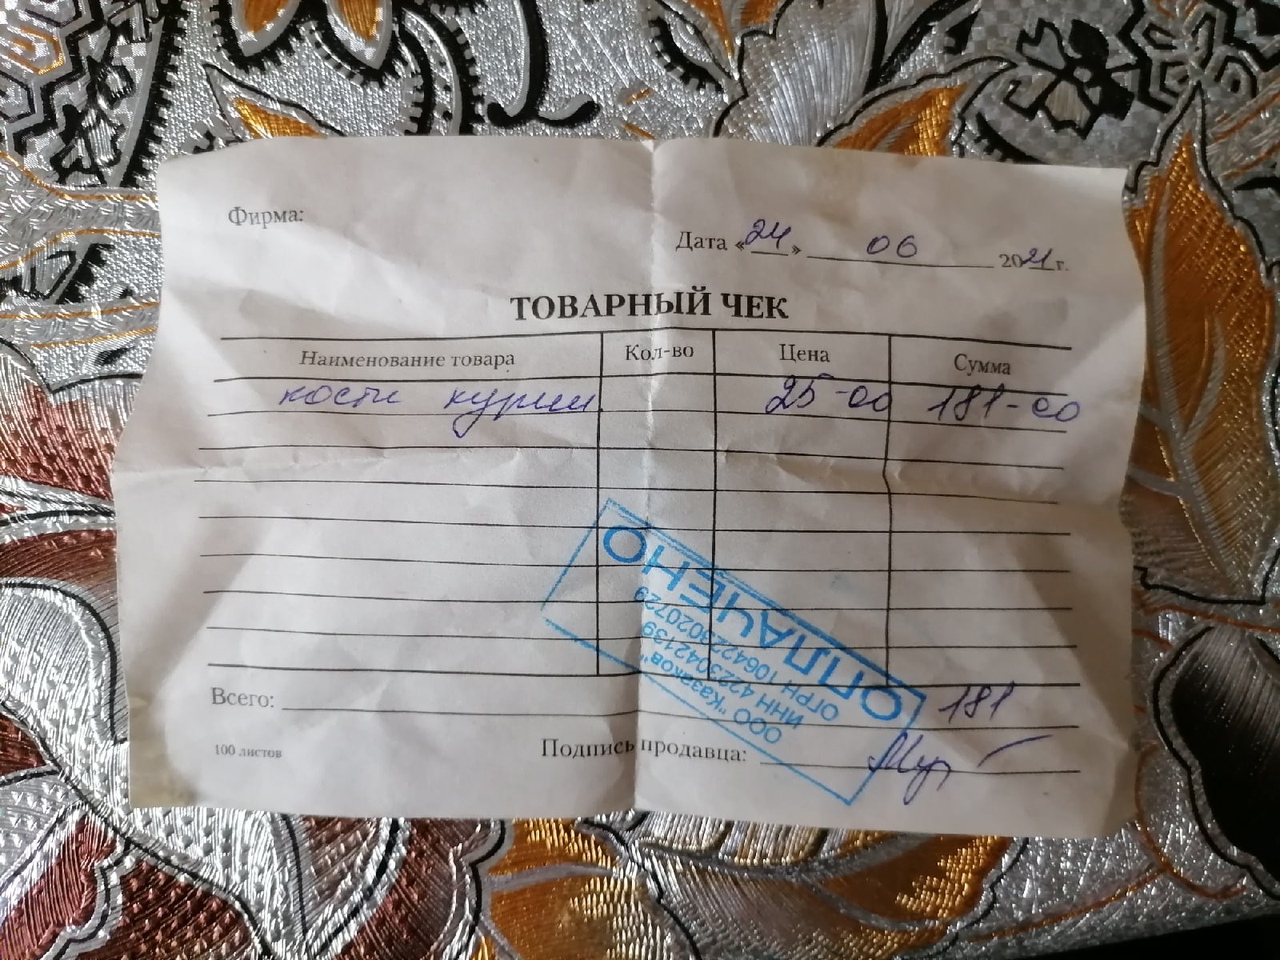 Фирма:
Дата «24» 06 2021 г.
ТОВАРНЫЙ ЧЕК
Наименование товара Кол-во Цена Сумма
кости курин 25-00 181-00
Всего: 181
100 листов Подпись продавца:
ОПЛАЧЕНО
ОГРН 1064223020729
ИНН 4223042139
ООО "Казаков"